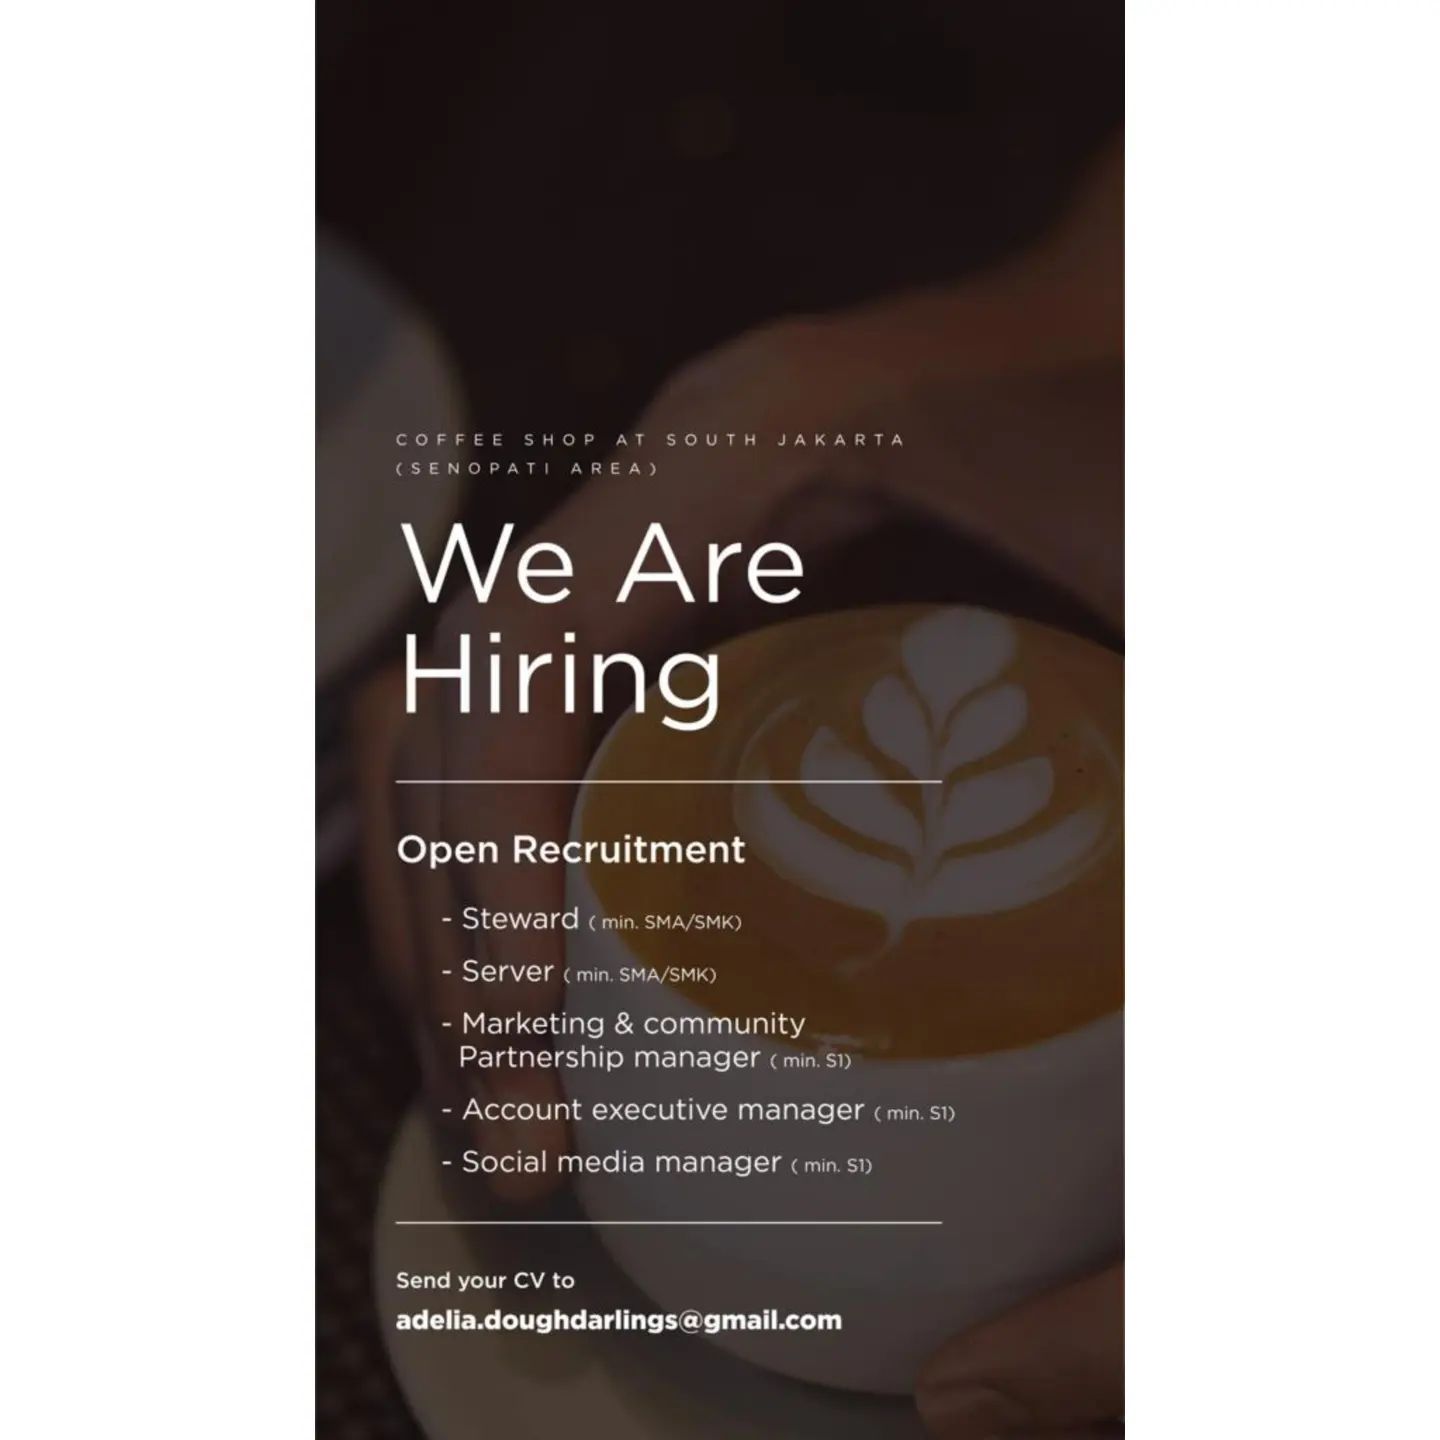 COFFEE SHOP AT SOUTH JAKARTA
(SENOPATI AREA)
We Are
Hiring
Open Recruitment
- Steward ( min. SMA/SMK)
- Server ( min. SMA/SMK)
- Marketing & community
Partnership manager ( min. S1)
- Account executive manager ( min. S1)
- Social media manager ( min. S1)
Send your CV to
adelia.doughdarlings@gmail.com